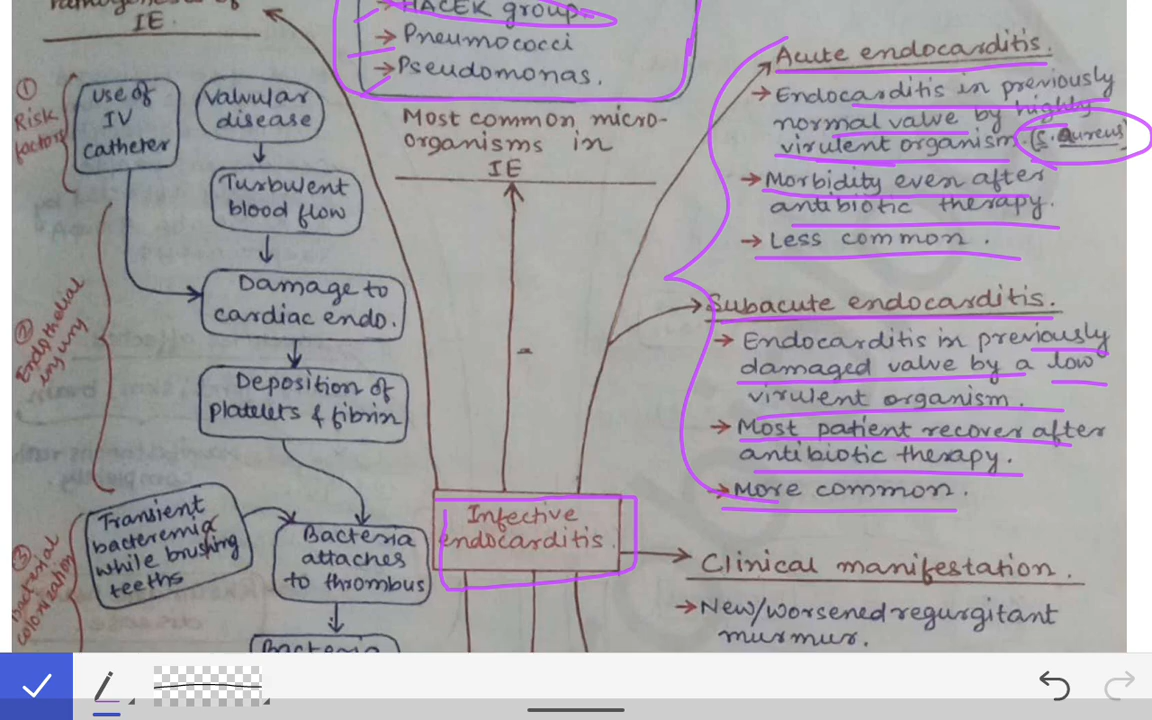 IE.
HACEK group.
→ Pneumococci
→ Pseudomonas.
Most common micro-
organisms in
IE
① Risk
factors
Use of
IV
catheter
Valvular
disease
Turbulent
blood flow
Damage to
cardiac endo.
② Endothelial
injury
Deposition of
platelets & fibrin
③ bacterial
colonization
Transient
bacteremia
while brushing
teeth
Bacteria
attaches
to thrombus
Bacteria
Infective
endocarditis.
Acute endocarditis.
→ Endocarditis in previously
normal valve by highly
virulent organism. (S. aureus)
→ Morbidity even after
antibiotic therapy.
→ Less common.
Subacute endocarditis.
→ Endocarditis in previously
damaged valve by a low
virulent organism.
→ Most patient recover after
antibiotic therapy.
→ More common.
Clinical manifestation.
→ New/worsened regurgitant
murmur.